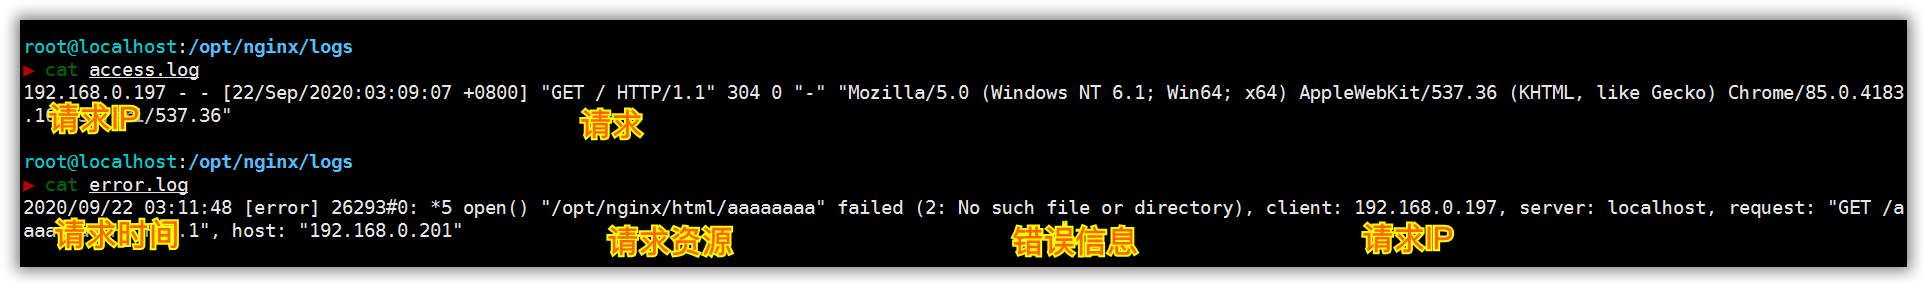 root@localhost:/opt/nginx/logs
▶ cat access.log
192.168.0.197 - - [22/Sep/2020:03:09:07 +0800] "GET / HTTP/1.1" 304 0 "-" "Mozilla/5.0 (Windows NT 6.1; Win64; x64) AppleWebKit/537.36 (KHTML, like Gecko) Chrome/85.0.4183
/537.36"
请求IP
请求
root@localhost:/opt/nginx/logs
▶ cat error.log
2020/09/22 03:11:48 [error] 26293#0: *5 open() "/opt/nginx/html/aaaaaaaa" failed (2: No such file or directory), client: 192.168.0.197, server: localhost, request: "GET /a
.1", host: "192.168.0.201"
请求时间
请求资源
错误信息
请求IP